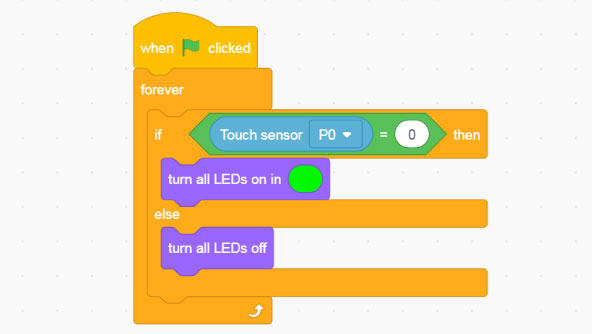 when clicked
forever
if Touch sensor P0 = 0 then
turn all LEDs on in
else
turn all LEDs off